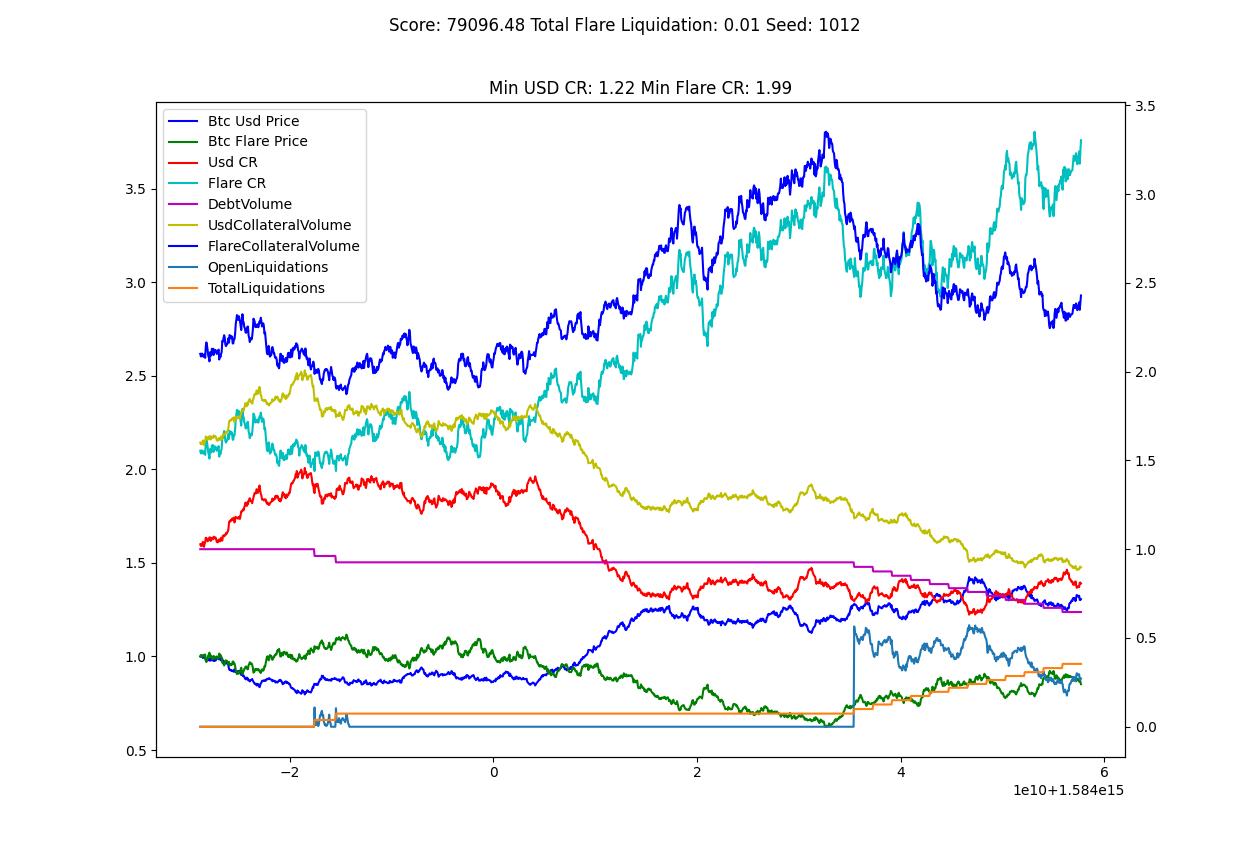 Score: 79096.48 Total Flare Liquidation: 0.01 Seed: 1012
Min USD CR: 1.22 Min Flare CR: 1.99
Btc Usd Price
Btc Flare Price
Usd CR
Flare CR
DebtVolume
UsdCollateralVolume
FlareCollateralVolume
OpenLiquidations
TotalLiquidations
3.5
3.0
2.5
2.0
1.5
1.0
0.5
3.5
3.0
2.5
2.0
1.5
1.0
0.5
0.0
−2 0 2 4 6
1e10+1.584e15